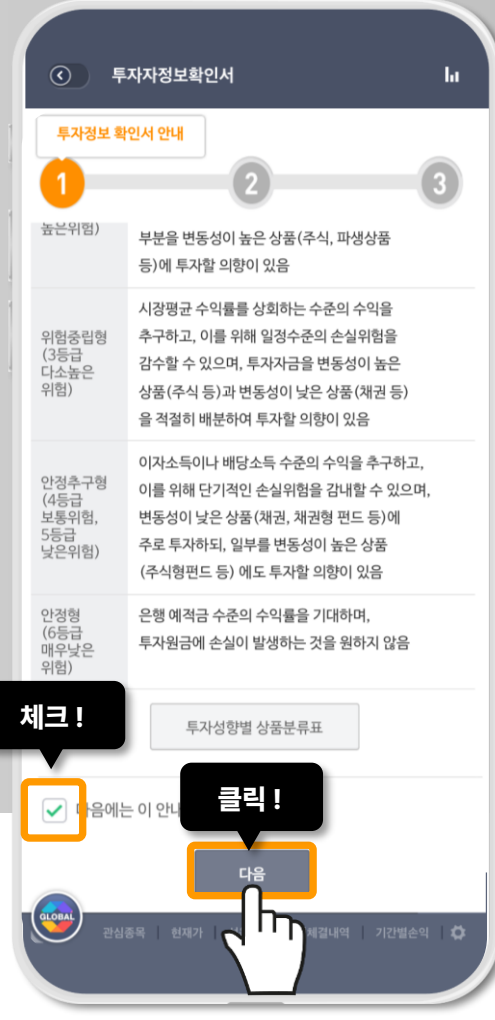 투자자정보확인서
투자정보 확인서 안내
1
2
3
높은위험)
부분을 변동성이 높은 상품(주식, 파생상품
등)에 투자할 의향이 있음
위험중립형
(3등급
다소높은
위험)
시장평균 수익률를 상회하는 수준의 수익을
추구하고, 이를 위해 일정수준의 손실위험을
감수할 수 있으며, 투자자금을 변동성이 높은
상품(주식 등)과 변동성이 낮은 상품(채권 등)
을 적절히 배분하여 투자할 의향이 있음
안정추구형
(4등급
보통위험,
5등급
낮은위험)
이자소득이나 배당소득 수준의 수익을 추구하고,
이를 위해 단기적인 손실위험을 감내할 수 있으며,
변동성이 낮은 상품(채권, 채권형 펀드 등)에
주로 투자하되, 일부를 변동성이 높은 상품
(주식형펀드 등) 에도 투자할 의향이 있음
안정형
(6등급
매우낮은
위험)
은행 예적금 수준의 수익률을 기대하며,
투자원금에 손실이 발생하는 것을 원하지 않음
체크 !
투자성향별 상품분류표
다음에는 이 안내
클릭 !
다음
GLOBAL
관심종목 현재가 체결내역 기간별손익